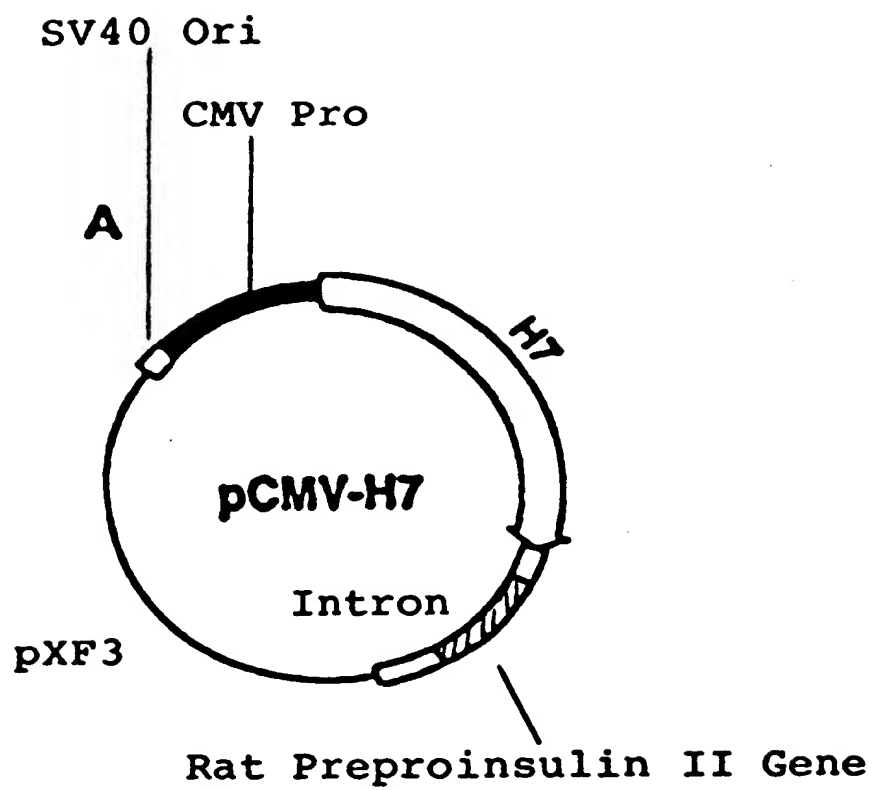 SV40 Ori
CMV Pro
A
H7
pCMV-H7
Intron
pXF3
Rat Preproinsulin II Gene